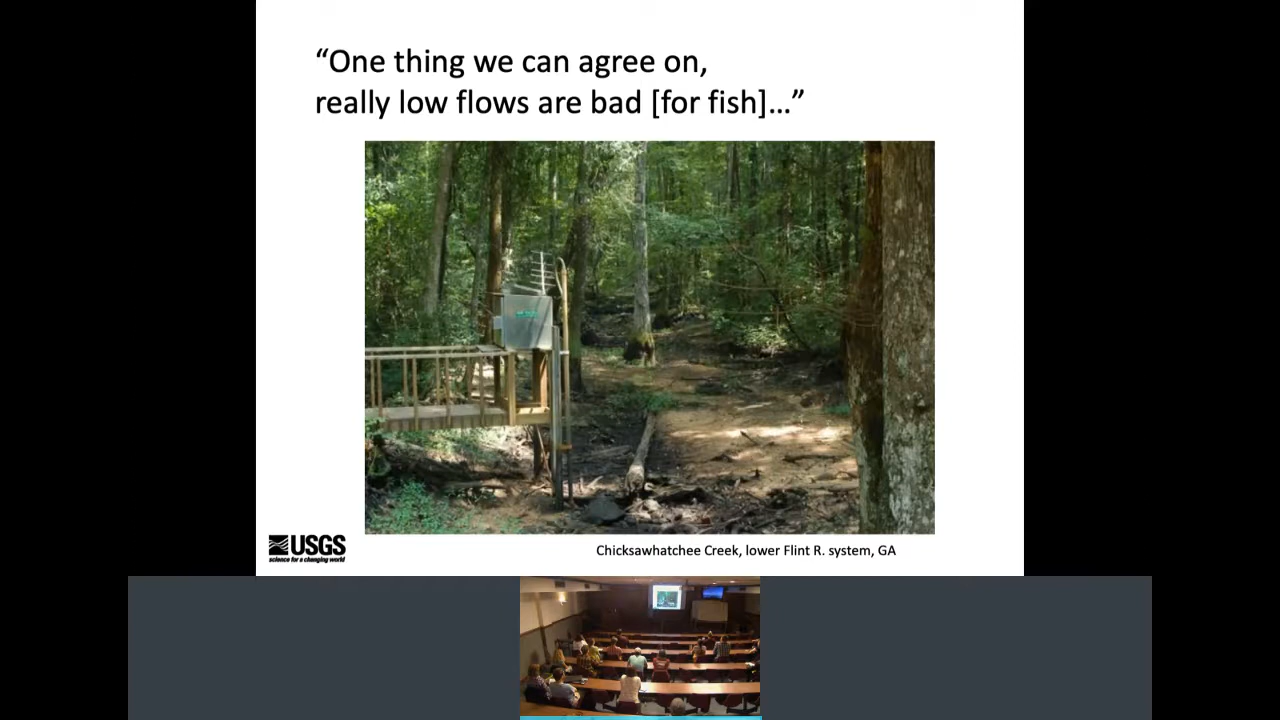 “One thing we can agree on,
really low flows are bad [for fish]…”
USGS
science for a changing world
Chicksawhatchee Creek, lower Flint R. system, GA